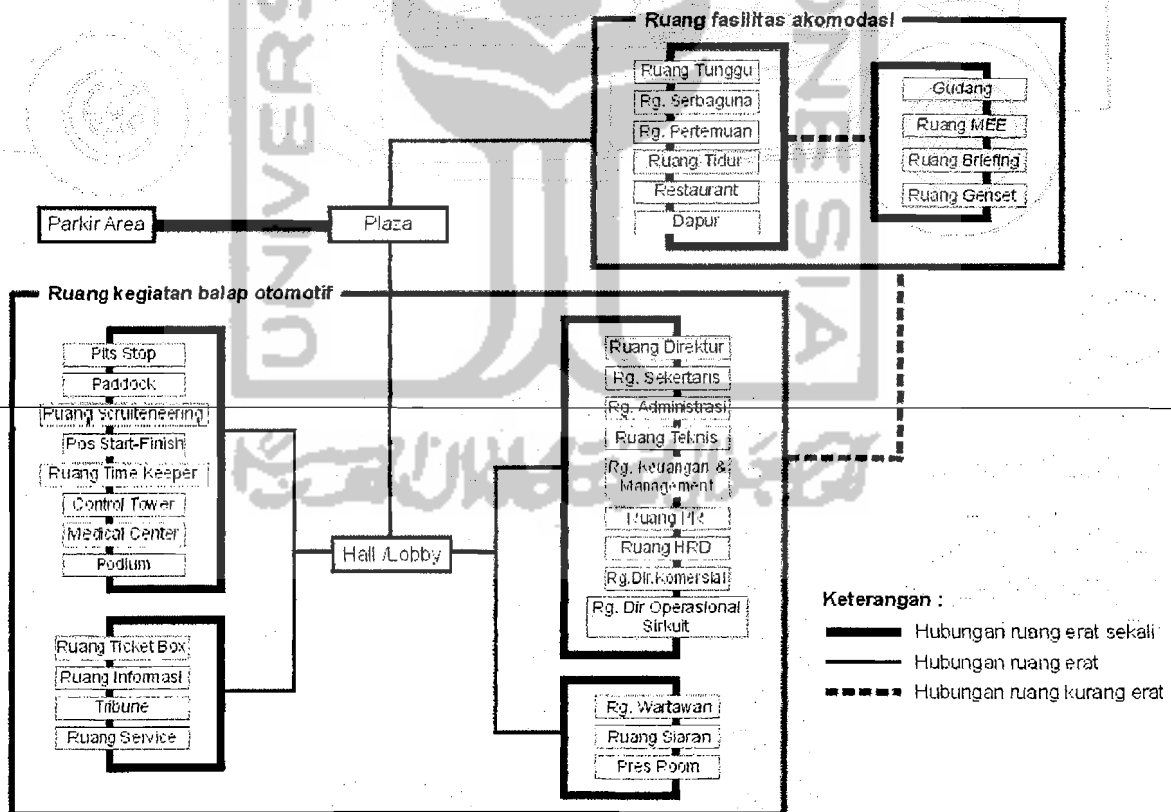 Ruang fasilitas akomodasi
Ruang Tunggu
Rg. Serbaguna
Rg. Pertemuan
Ruang Tidur
Restaurant
Dapur
Gudang
Ruang MEE
Ruang Briefing
Ruang Genset
Parkir Area
Plaza
Ruang kegiatan balap otomotif
Pits Stop
Paddock
Ruang Scruiteneering
Pos Start-Finish
Ruang Time Keeper
Control Tower
Medical Center
Podium
Ruang Ticket Box
Ruang Informasi
Tribune
Ruang Service
Hall /Lobby
Ruang Direktur
Rg. Sekertaris
Rg. Administrasi
Ruang Teknis
Rg. Keuangan &
Management
Ruang PR
Ruang HRD
Rg.Dir.Komersial
Rg. Dir Operasional
Sirkuit
Rg. Wartawan
Ruang Siaran
Pres Room
Keterangan :
Hubungan ruang erat sekali
Hubungan ruang erat
Hubungan ruang kurang erat